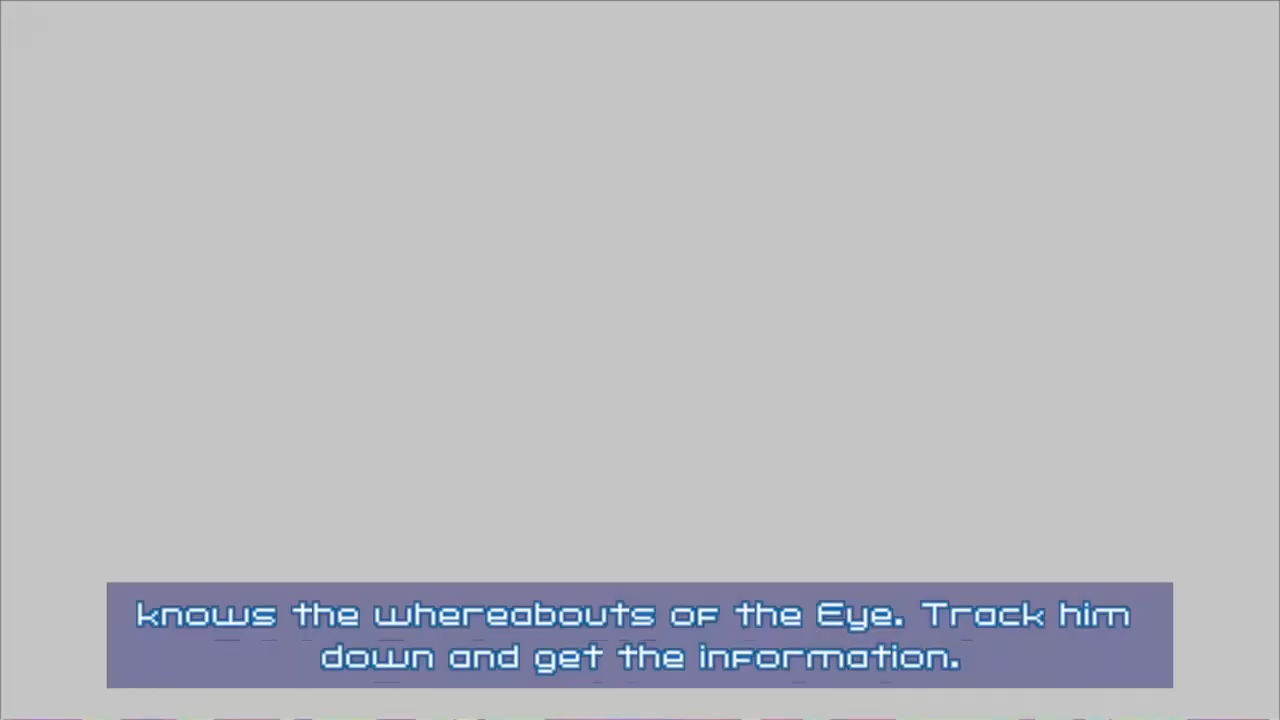 knows the whereabouts of the Eye. Track him
down and get the information.